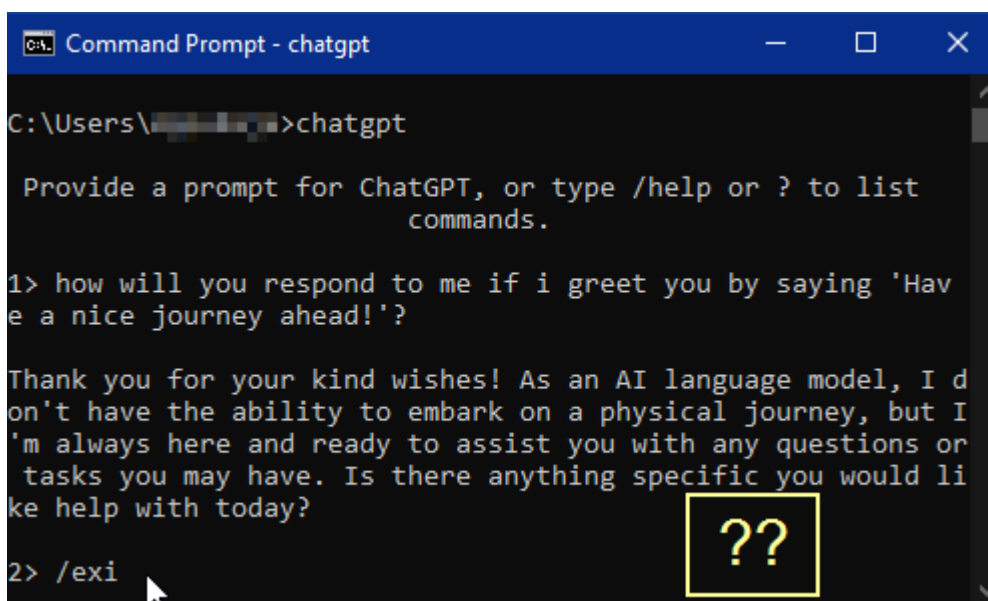 Command Prompt - chatgpt
C:\Users\>chatgpt
Provide a prompt for ChatGPT, or type /help or ? to list
commands.
1> how will you respond to me if i greet you by saying 'Hav
e a nice journey ahead!'?
Thank you for your kind wishes! As an AI language model, I d
on't have the ability to embark on a physical journey, but I
'm always here and ready to assist you with any questions or
tasks you may have. Is there anything specific you would li
ke help with today?
??
2> /exi